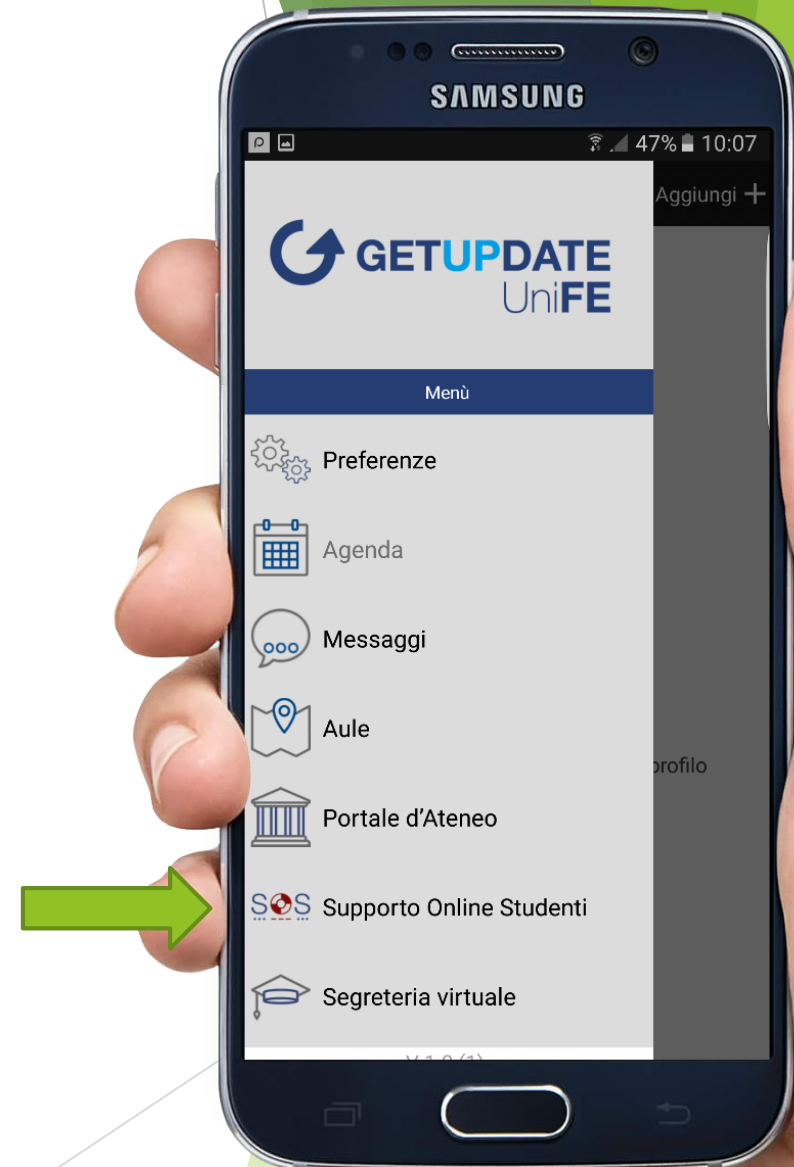 SAMSUNG
47% 10:07
Aggiungi +
GETUPDATE
UniFE
Menù
Preferenze
Agenda
Messaggi
Aule
profilo
Portale d'Ateneo
SOS Supporto Online Studenti
Segreteria virtuale